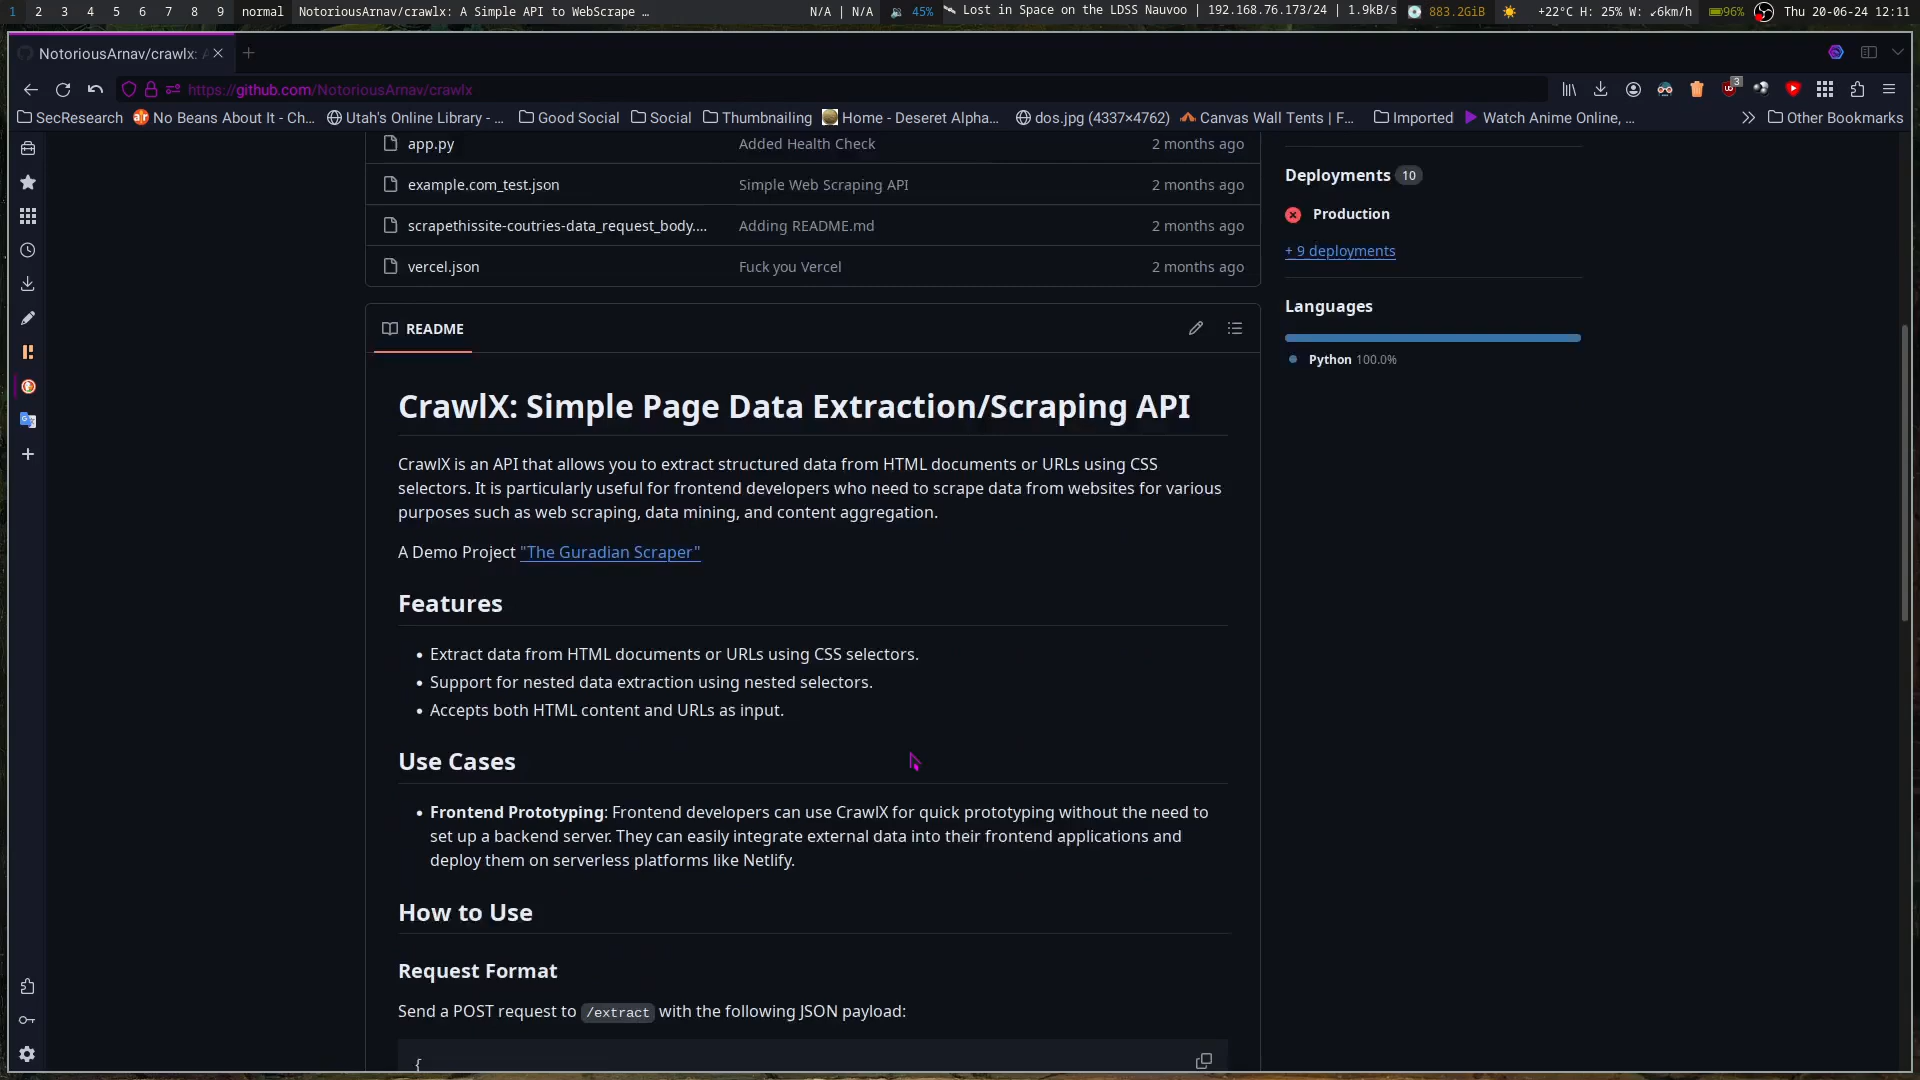 1 2 3 4 5 6 7 8 9 normal NotoriousArnav/crawlx: A Simple API to WebScrape … N/A | N/A 45% Lost in Space on the LDSS Nauvoo | 192.168.76.173/24 | 1.9kB/s 883.2GiB +22°C H: 25% W: ↙6km/h 96% Thu 20-06-24 12:11
NotoriousArnav/crawlx: A
https://github.com/NotoriousArnav/crawlx
3
SecResearch No Beans About It - Ch... Utah's Online Library - ... Good Social Social Thumbnailing Home - Deseret Alpha... dos.jpg (4337×4762) Canvas Wall Tents | F... Imported Watch Anime Online, ... Other Bookmarks
app.py Added Health Check 2 months ago
example.com_test.json Simple Web Scraping API 2 months ago
scrapethissite-coutries-data_request_body.... Adding README.md 2 months ago
vercel.json Fuck you Vercel 2 months ago
Deployments 10
Production
+ 9 deployments
Languages
Python 100.0%
README
CrawlX: Simple Page Data Extraction/Scraping API
CrawlX is an API that allows you to extract structured data from HTML documents or URLs using CSS
selectors. It is particularly useful for frontend developers who need to scrape data from websites for various
purposes such as web scraping, data mining, and content aggregation.
A Demo Project "The Guradian Scraper"
Features
• Extract data from HTML documents or URLs using CSS selectors.
• Support for nested data extraction using nested selectors.
• Accepts both HTML content and URLs as input.
Use Cases
• Frontend Prototyping: Frontend developers can use CrawlX for quick prototyping without the need to
set up a backend server. They can easily integrate external data into their frontend applications and
deploy them on serverless platforms like Netlify.
How to Use
Request Format
Send a POST request to /extract with the following JSON payload:
{